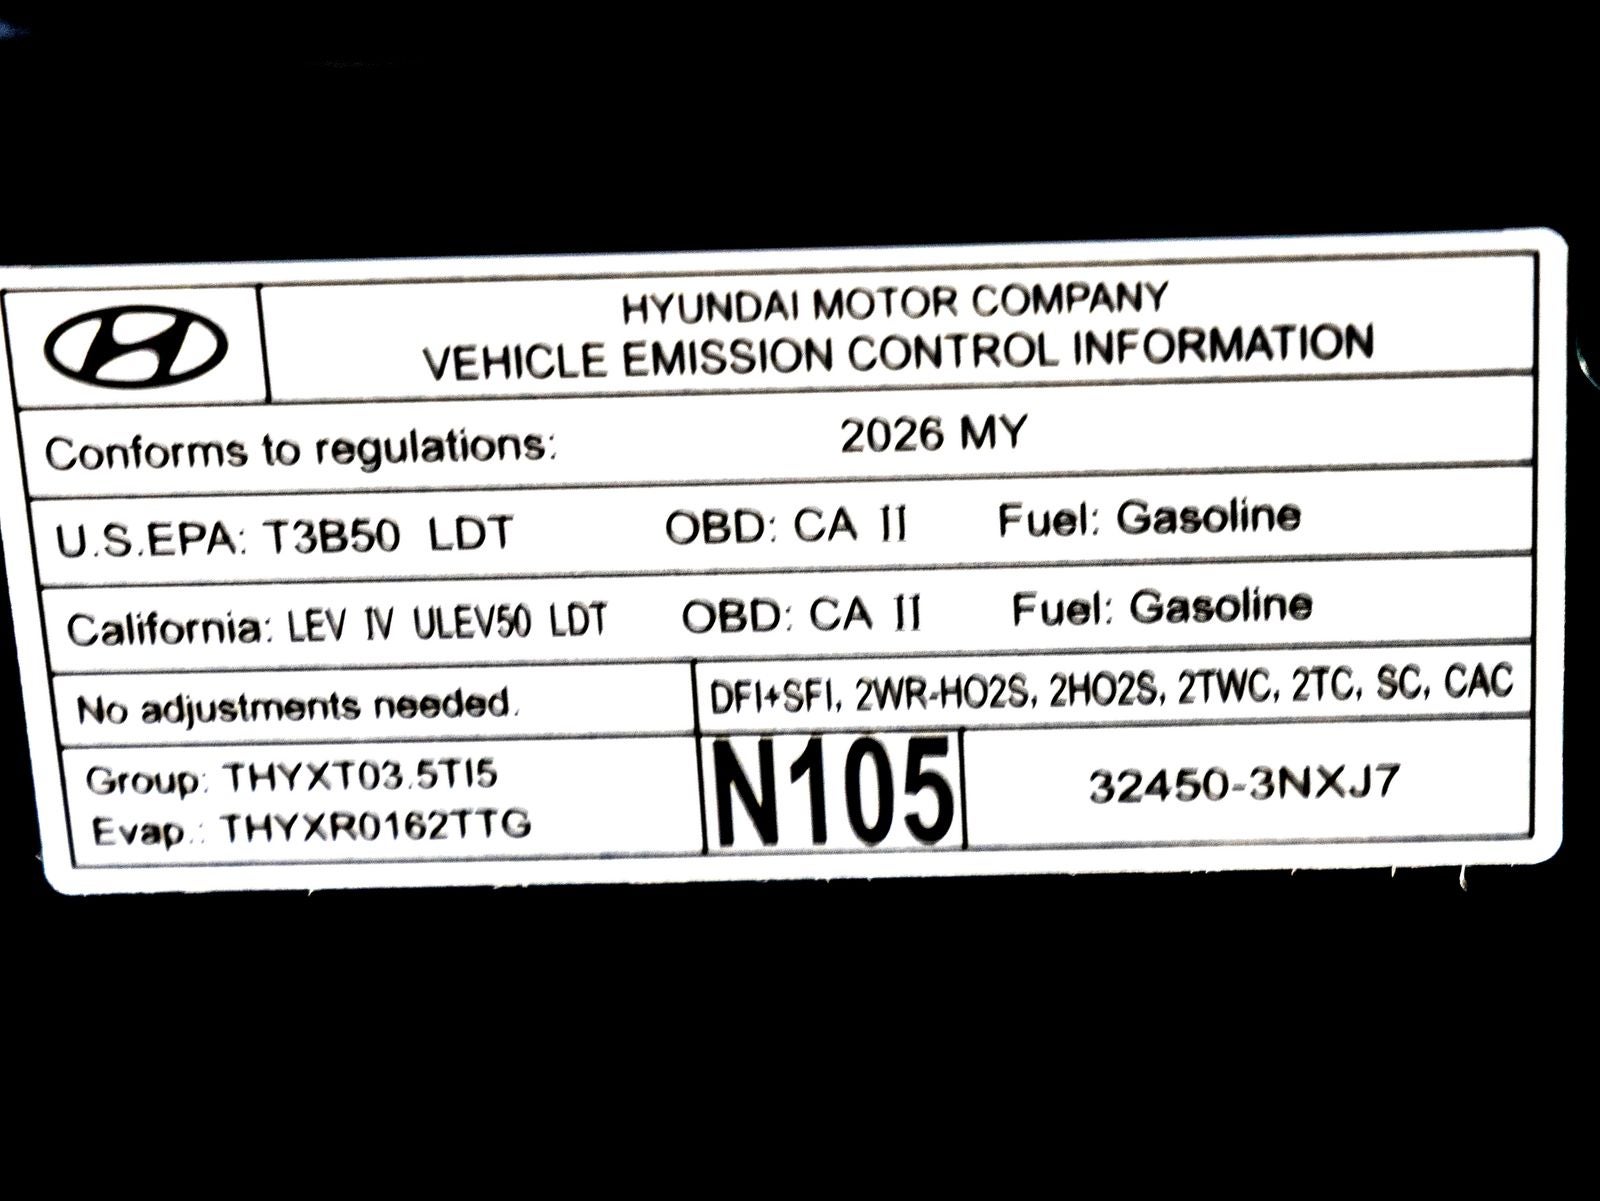 HYUNDAI MOTOR COMPANY
VEHICLE EMISSION CONTROL INFORMATION
Conforms to regulations: 2026 MY
U.S.EPA: T3B50 LDT OBD: CA II Fuel: Gasoline
California: LEV IV ULEV50 LDT OBD: CA II Fuel: Gasoline
No adjustments needed. DFI+SFI, 2WR-HO2S, 2HO2S, 2TWC, 2TC, SC, CAC
Group: THYXT03.5TI5
Evap.: THYXR0162TTG
N105
32450-3NXJ7